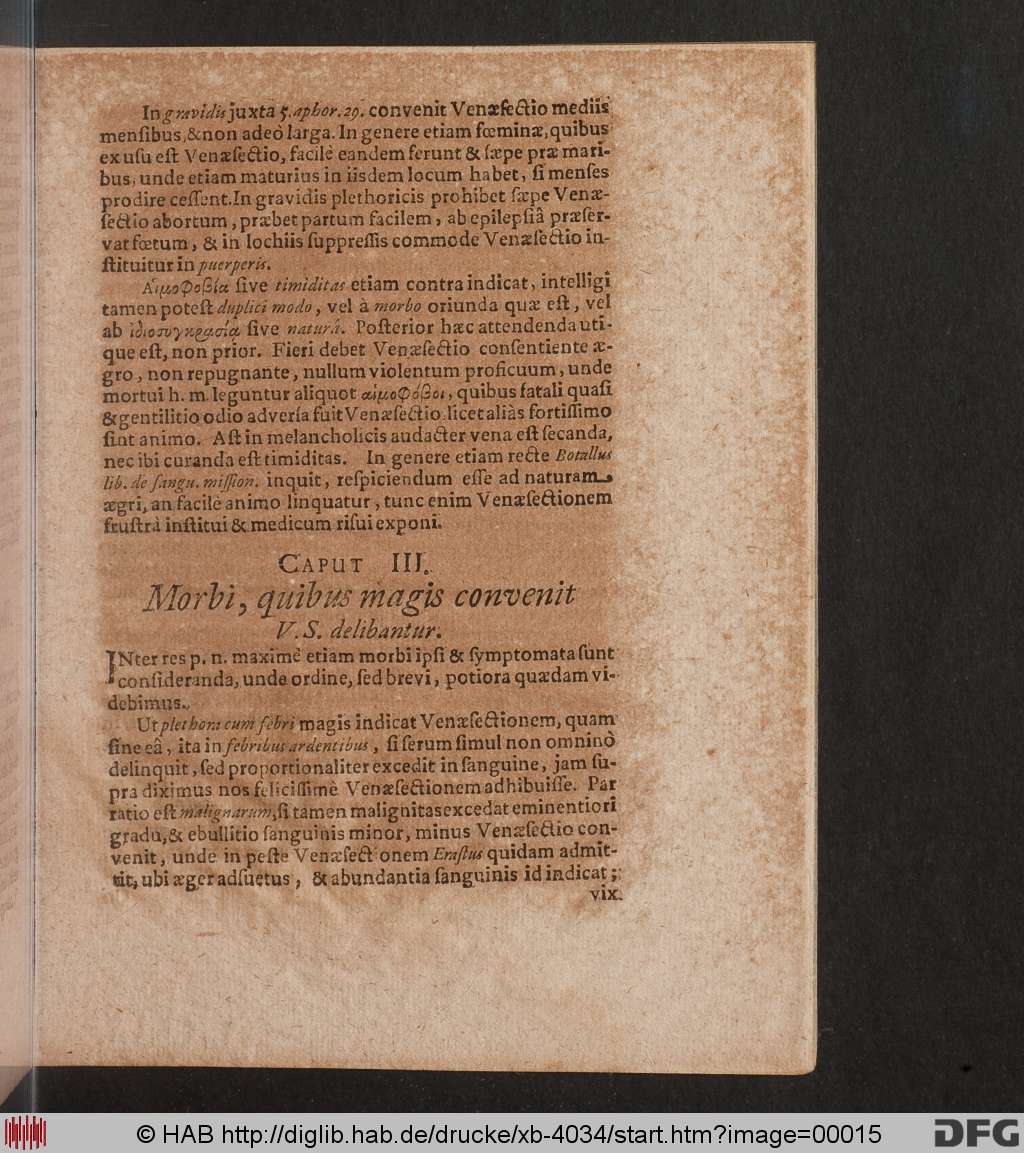 In gravidis juxta 5. aphor. 29. convenit Venæſectio mediis
menſibus, & non adeò larga. In genere etiam fœminæ, quibus
ex uſu eſt Venæſectio, facilè eandem ferunt & ſæpe præ mari-
bus, unde etiam maturius in iisdem locum habet, ſi menſes
prodire ceſſent. In gravidis plethoricis prohibet ſæpe Venæ-
ſectio abortum, præbet partum facilem, ab epilepſiâ præſer-
vat fœtum, & in lochiis ſuppreſſis commode Venæſectio in-
ſtituitur in puerperis.
Αἱμοφοβία ſive timiditas etiam contra indicat, intelligi
tamen poteſt duplici modo, vel à morbo oriunda quæ eſt, vel
ab ἰδιοσυγκρασίᾳ ſive naturâ. Poſterior hæc attendenda uti-
que eſt, non prior. Fieri debet Venæſectio conſentiente æ-
gro, non repugnante, nullum violentum proficuum, unde
mortui h. m. leguntur aliquot αἱμοφόβοι, quibus fatali quaſi
& gentilitio odio adverſa fuit Venæſectio, licet aliàs fortiſſimo
ſint animo. Aſt in melancholicis audacter vena eſt ſecanda,
nec ibi curanda eſt timiditas. In genere etiam recte Botallus
lib. de ſangu. miſſion. inquit, reſpiciendum eſſe ad naturam
ægri, an facilè animo linquatur, tunc enim Venæſectionem
fruſtrà inſtitui & medicum riſui exponi.
CAPUT III.
Morbi, quibus magis convenit
V. S. delibantur.
INter res p. n. maximè etiam morbi ipſi & ſymptomata ſunt
conſideranda, unde ordine, ſed brevi, potiora quædam vi-
debimus.
Ut plethora cum febri magis indicat Venæſectionem, quam
ſine eâ, ita in febribus ardentibus, ſi ſerum ſimul non omninò
delinquit, ſed proportionaliter excedit in ſanguine, jam ſu-
pra diximus nos feliciſſimè Venæſectionem adhibuiſſe. Par
ratio eſt malignarum, ſi tamen malignitas excedat eminentiori
gradu, & ebullitio ſanguinis minor, minus Venæſectio con-
venit, unde in peſte Venæſectionem Eraſtus quidam admit-
tit, ubi æger adſuetus, & abundantia ſanguinis id indicat;
vix
© HAB http://diglib.hab.de/drucke/xb-4034/start.htm?image=00015
DFG